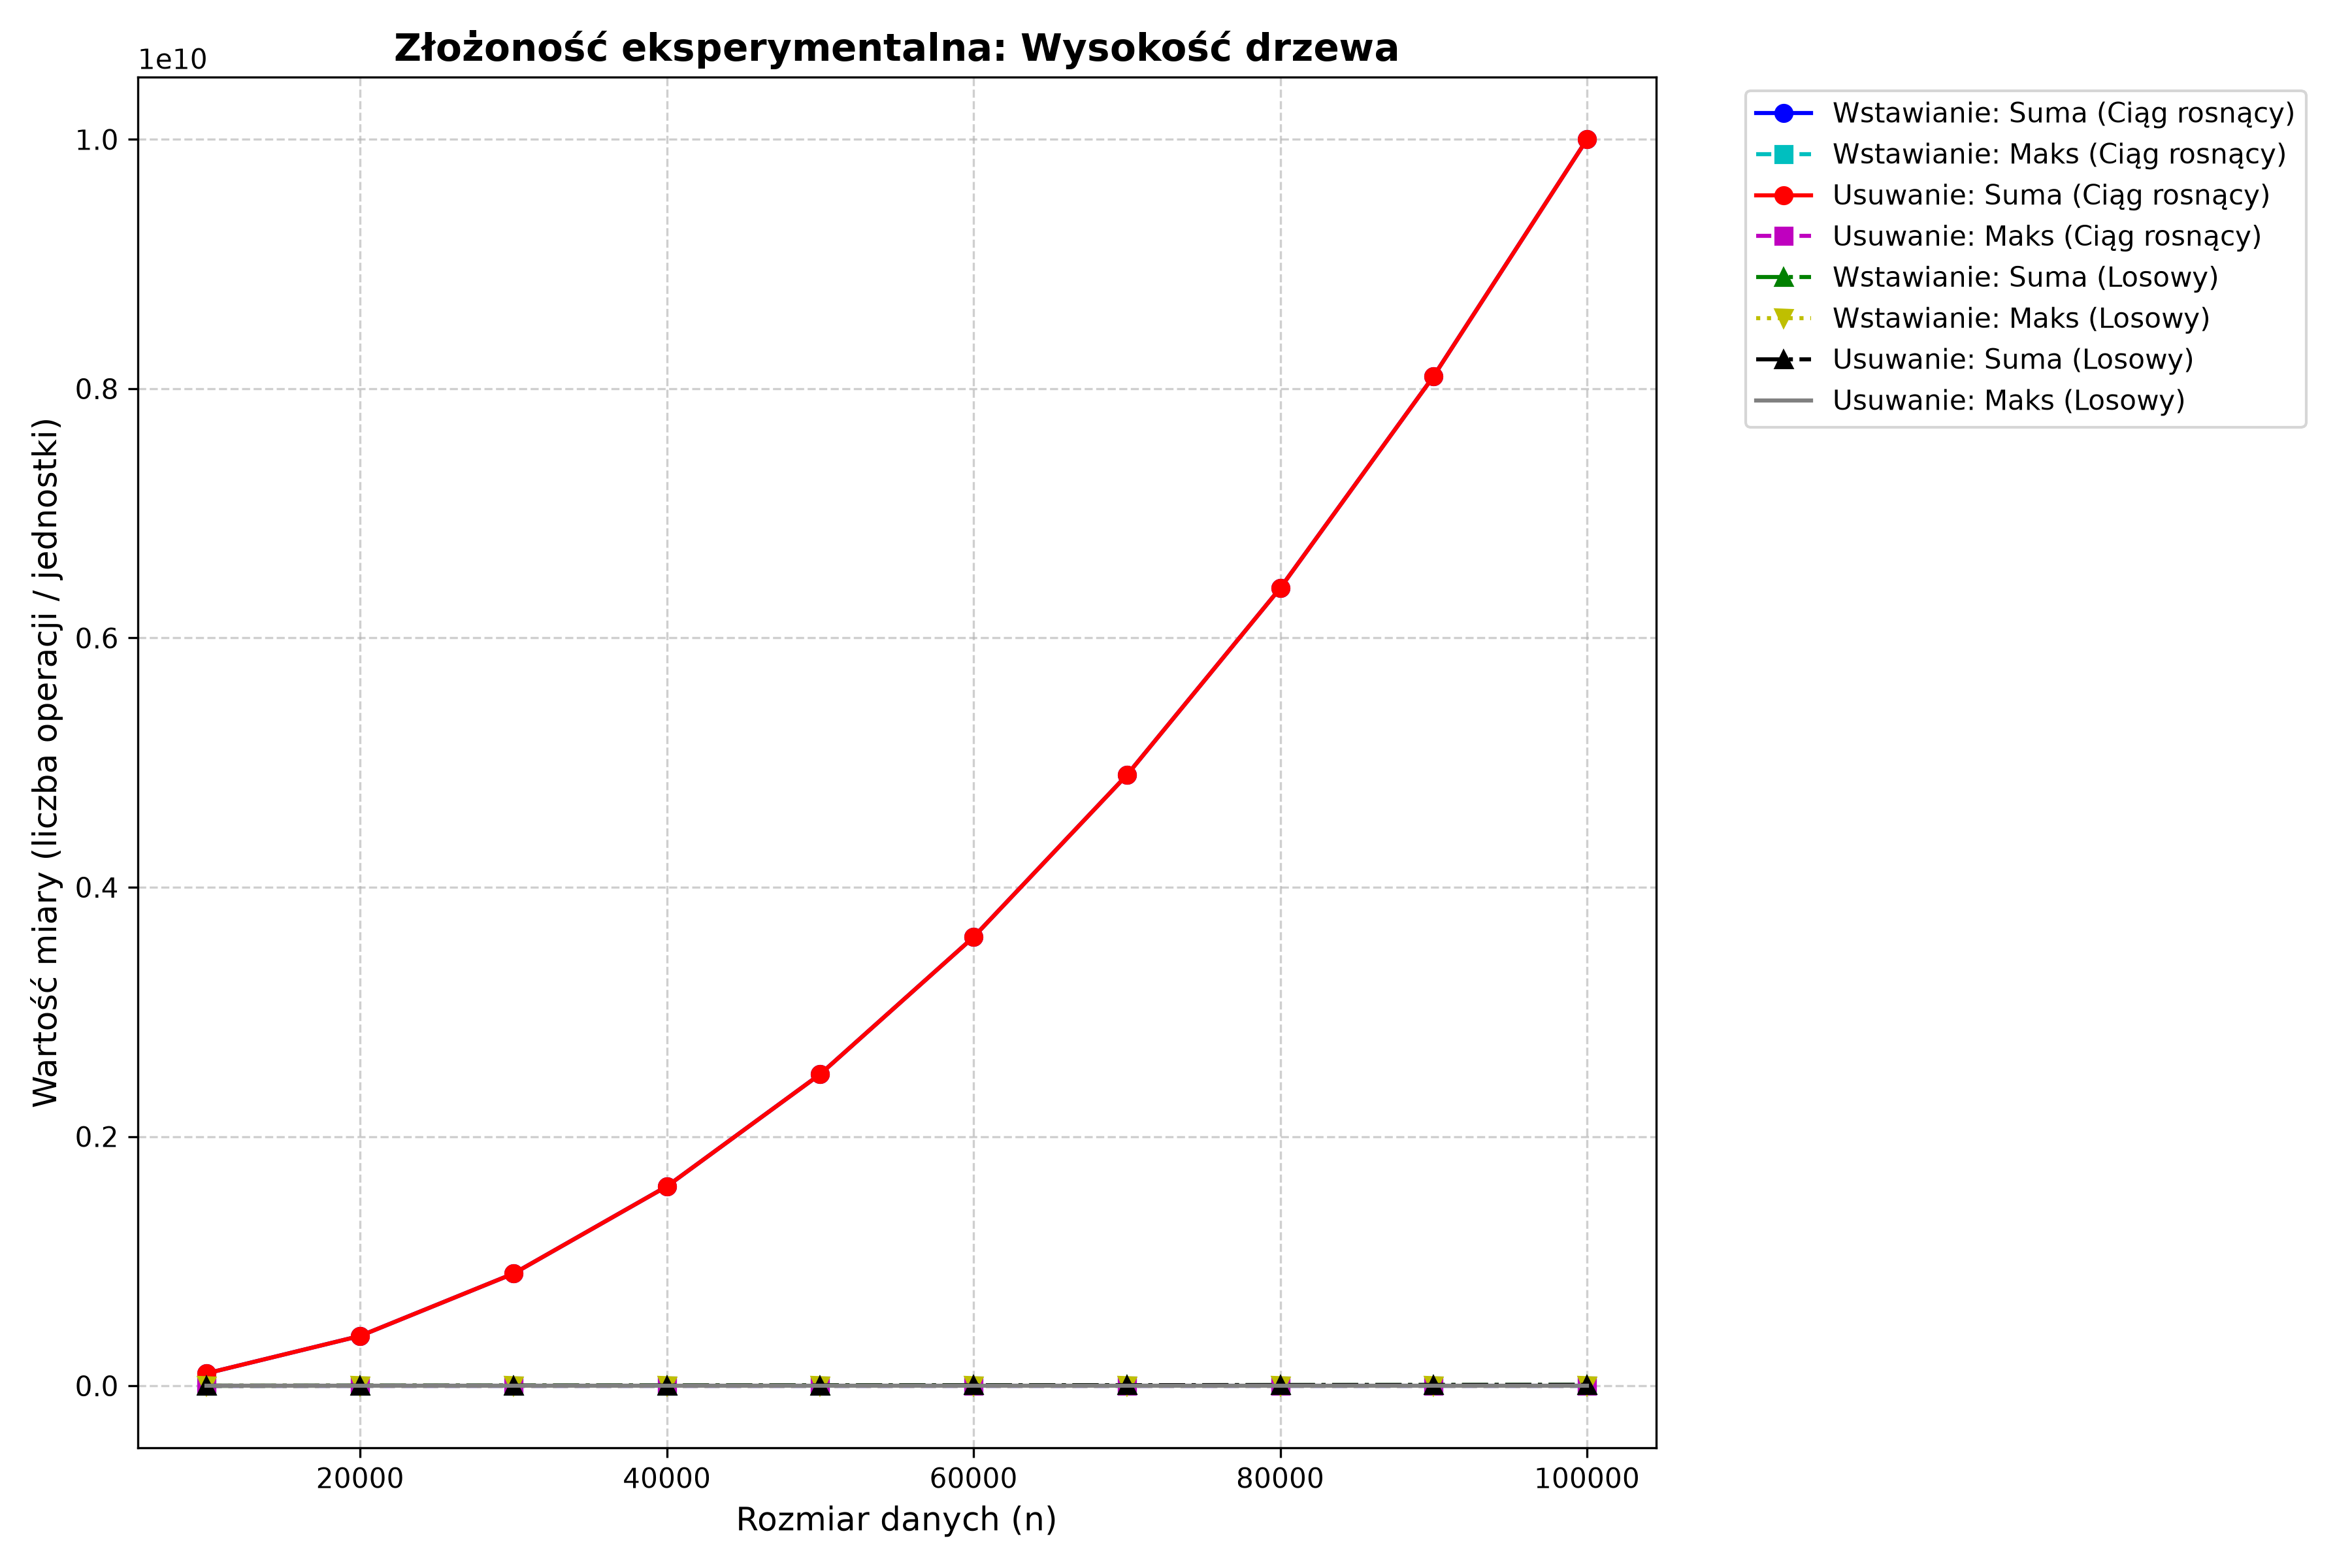 Złożoność eksperymentalna: Wysokość drzewa
1e10
1.0
0.8
0.6
0.4
0.2
0.0
Wartość miary (liczba operacji / jednostki)
20000
40000
60000
80000
100000
Rozmiar danych (n)
Wstawianie: Suma (Ciąg rosnący)
Wstawianie: Maks (Ciąg rosnący)
Usuwanie: Suma (Ciąg rosnący)
Usuwanie: Maks (Ciąg rosnący)
Wstawianie: Suma (Losowy)
Wstawianie: Maks (Losowy)
Usuwanie: Suma (Losowy)
Usuwanie: Maks (Losowy)